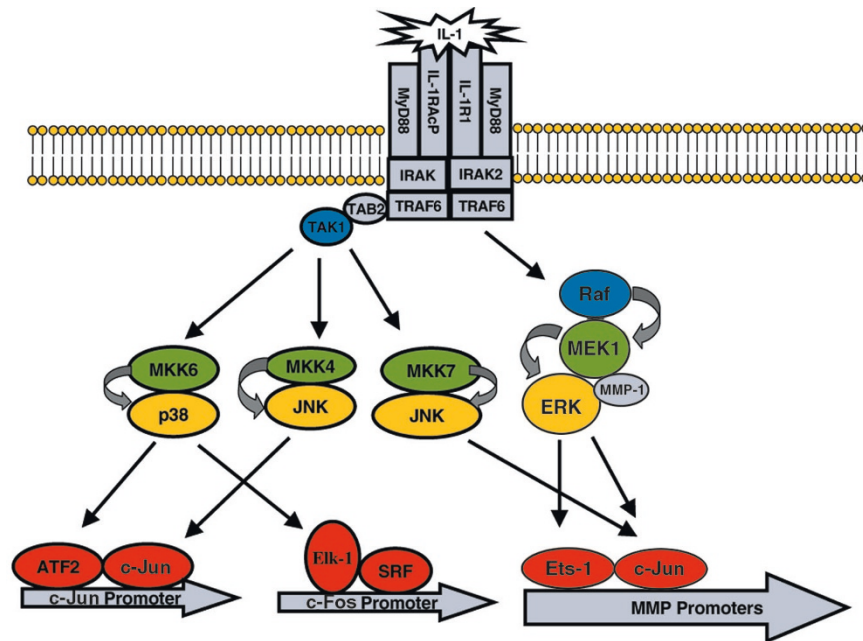 IL-1
MyD88
IL-1RAcP
IL-1R1
MyD88
IRAK
IRAK2
TAB2
TRAF6
TRAF6
TAK1
Raf
MEK1
MKK6
MKK4
MKK7
MMP-1
p38
JNK
JNK
ERK
Elk-1
ATF2
c-Jun
SRF
Ets-1
c-Jun
c-Jun Promoter
c-Fos Promoter
MMP Promoters